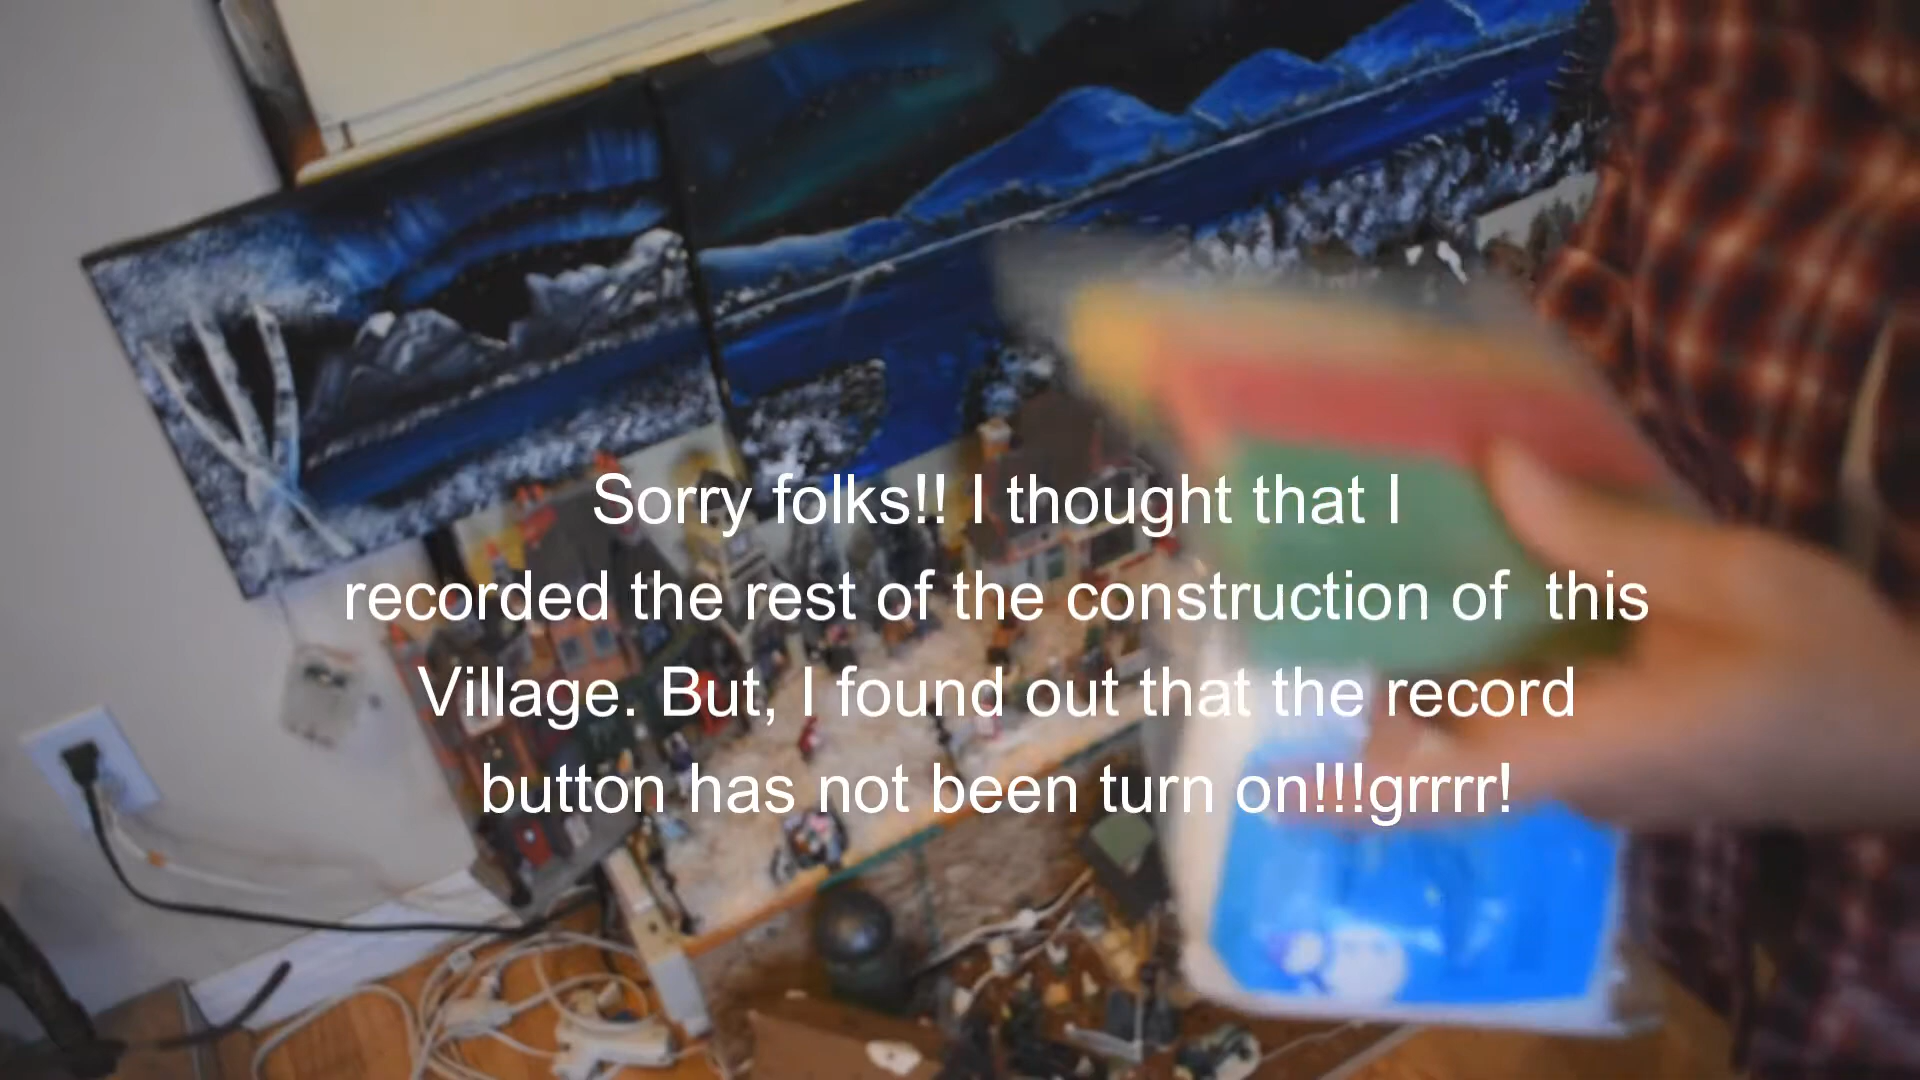 Sorry folks!! I thought that I
recorded the rest of the construction of  this
Village. But, I found out that the record
button has not been turn on!!!grrrr!